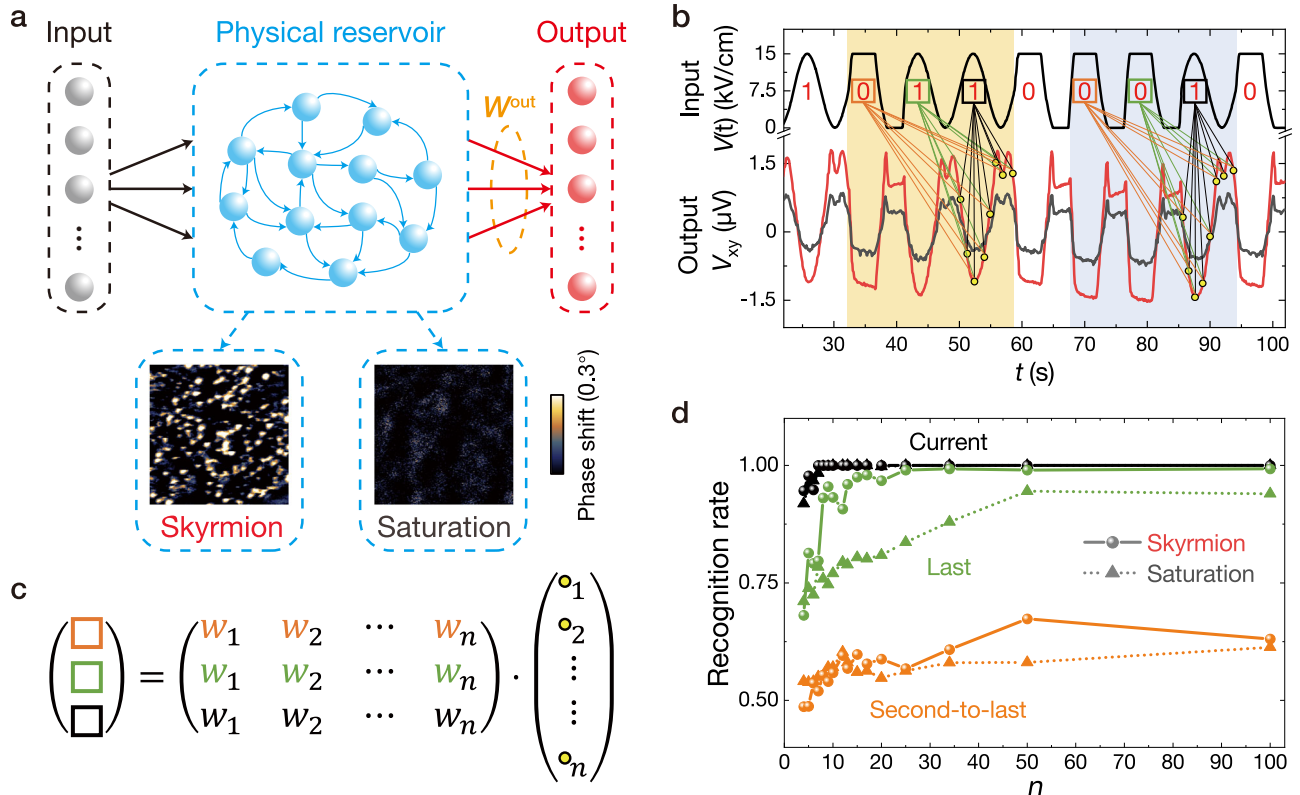 a
Input
Physical reservoir
Output
W^out
Skyrmion
Saturation
Phase shift (0.3°)
b
Input
V(t) (kV/cm)
15
7.5
0
1 0 1 1 0 0 0 1 0
Output
V_xy (μV)
1.5
0
-1.5
30 40 50 60 70 80 90 100
t (s)
c
( ) = ( w_1 w_2 ⋯ w_n ) · ( 1
w_1 w_2 ⋯ w_n 2
w_1 w_2 ⋯ w_n ⋮
⋮
n )
d
Recognition rate
1.00
0.75
0.50
Current
Last
Second-to-last
Skyrmion
Saturation
0 10 20 30 40 50 60 70 80 90 100
n